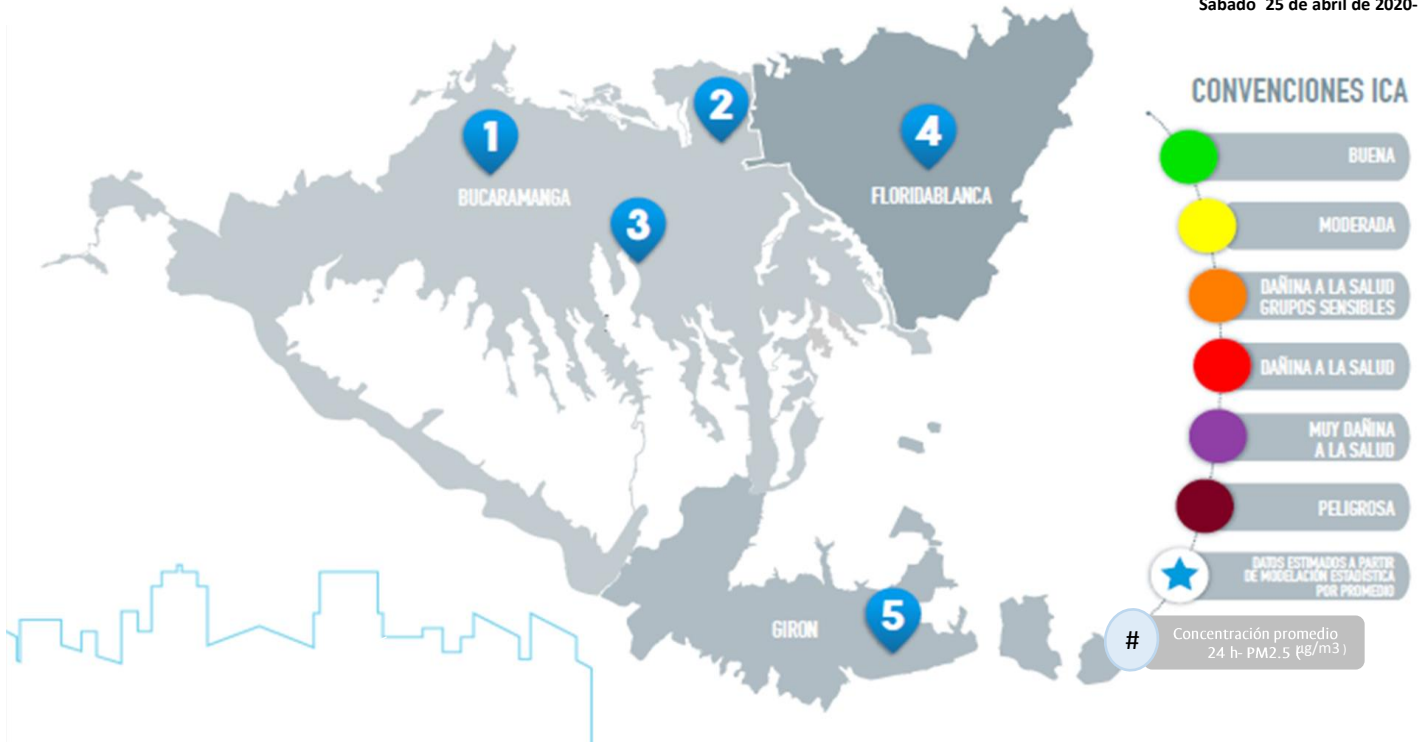 Sábado 25 de abril de 2020-
CONVENCIONES ICA
1
2
3
4
BUCARAMANGA
FLORIDABLANCA
BUENA
MODERADA
DAÑINA A LA SALUD
GRUPOS SENSIBLES
DAÑINA A LA SALUD
MUY DAÑINA
A LA SALUD
PELIGROSA
DATOS ESTIMADOS A PARTIR
DE MODELACIÓN ESTADÍSTICA
POR PROMEDIO
GIRON
5
#
Concentración promedio
24 h- PM2.5 (µg/m3 )